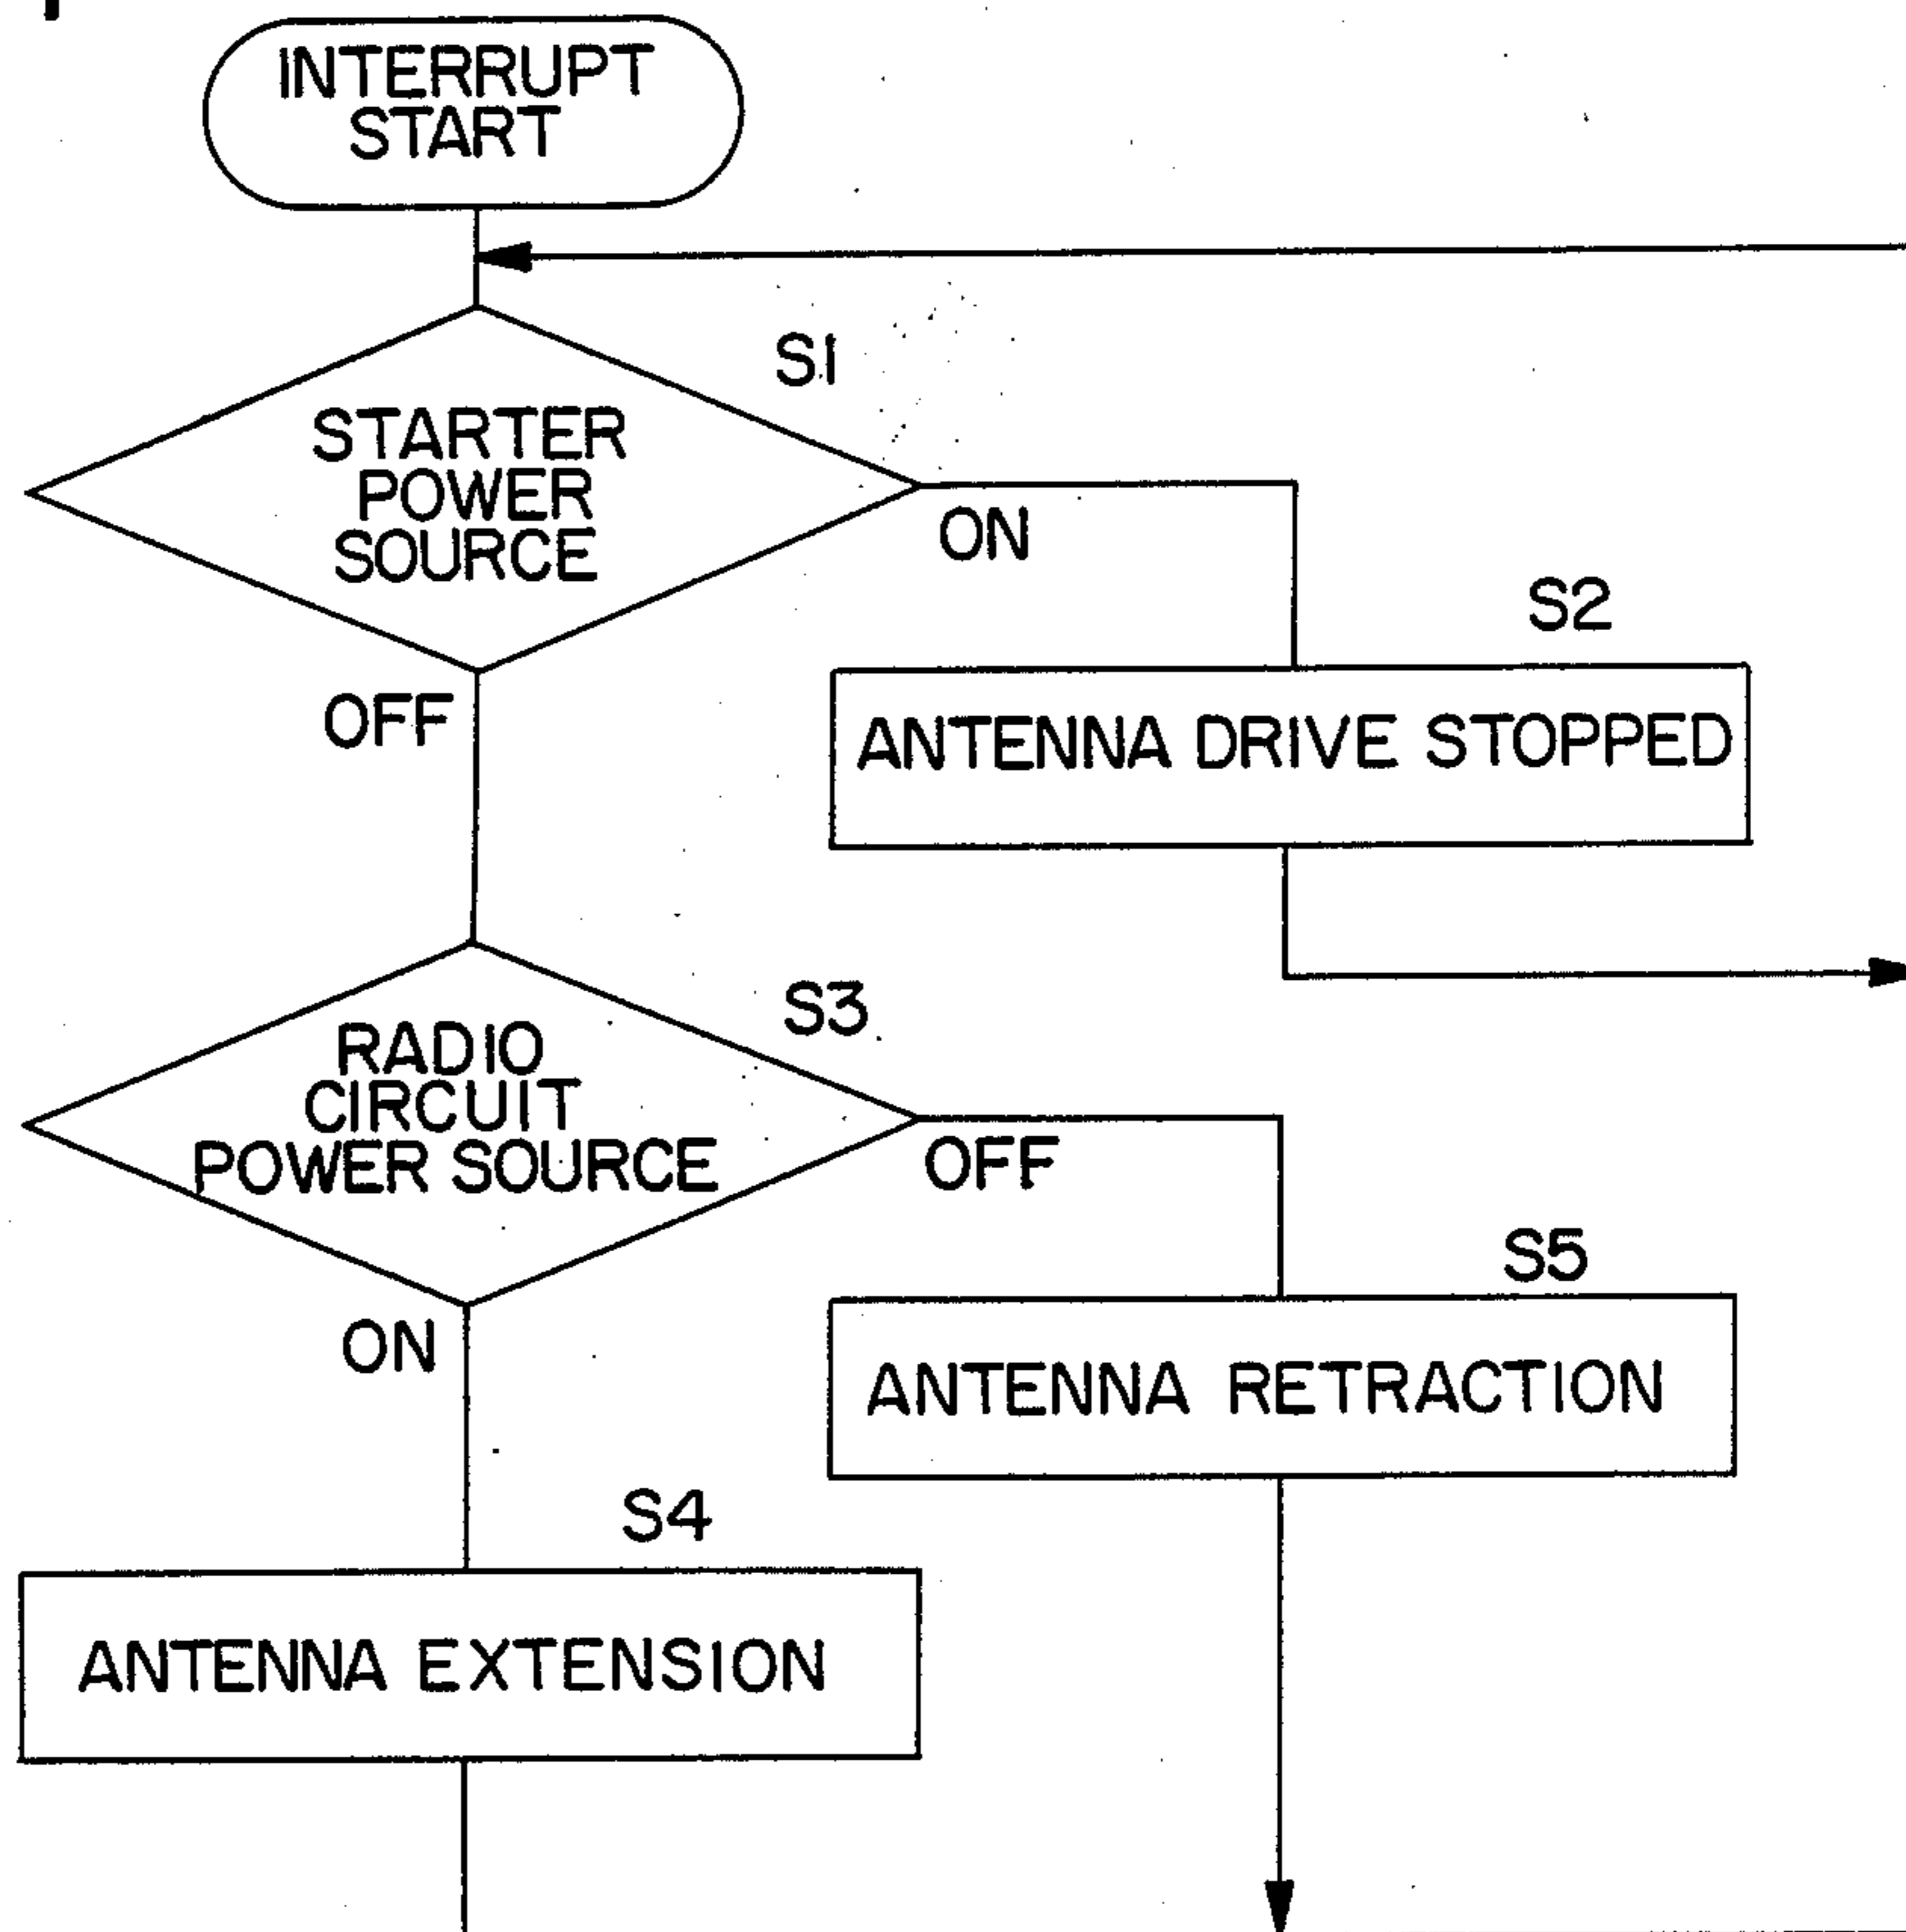 INTERRUPT
START
S1
STARTER
POWER
SOURCE
ON
S2
OFF
ANTENNA DRIVE STOPPED
S3
RADIO
CIRCUIT
POWER SOURCE
OFF
S5
ON
ANTENNA RETRACTION
S4
ANTENNA EXTENSION